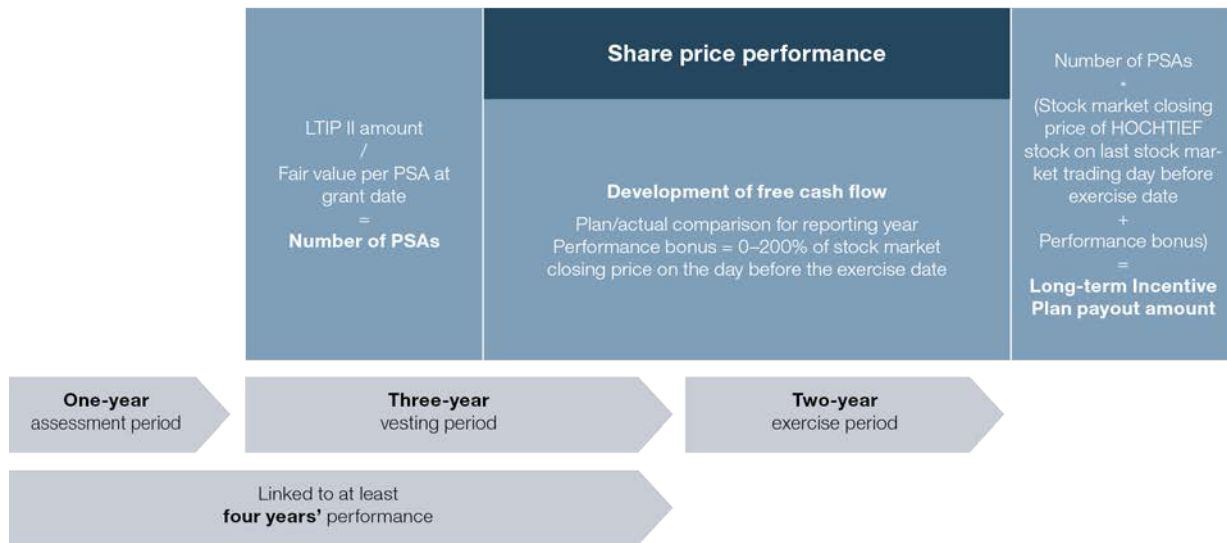 LTIP II amount
/
Fair value per PSA at
grant date
=
Number of PSAs
Share price performance
Development of free cash flow
Plan/actual comparison for reporting year
Performance bonus = 0–200% of stock market
closing price on the day before the exercise date
Number of PSAs
*
(Stock market closing
price of HOCHTIEF
stock on last stock mar-
ket trading day before
exercise date
+
Performance bonus)
=
Long-term Incentive
Plan payout amount
One-year
assessment period
Three-year
vesting period
Two-year
exercise period
Linked to at least
four years’ performance